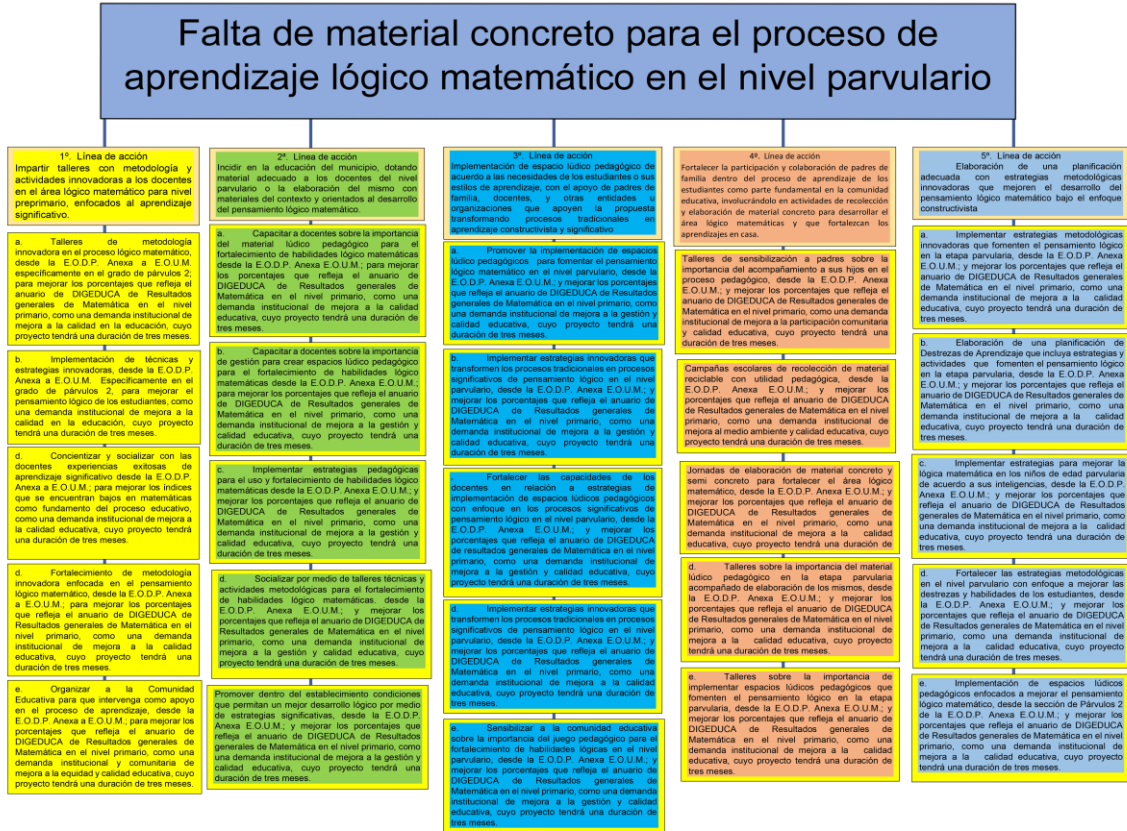 Falta de material concreto para el proceso de
aprendizaje lógico matemático en el nivel parvulario
1º. Línea de acción
Impartir talleres con metodología y
actividades innovadoras a los docentes
en el área lógico matemático para nivel
preprimario, enfocados al aprendizaje
significativo.
a. Talleres de metodología
innovadora en el proceso lógico matemático,
desde la E.O.D.P. Anexa a E.O.U.M.
específicamente en el grado de párvulos 2;
para mejorar los porcentajes que refleja el
anuario de DIGEDUCA de Resultados
generales de Matemática en el nivel
primario, como una demanda institucional
de mejora a la calidad en la educación, cuyo
proyecto tendrá una duración de tres meses.
b. Implementación de técnicas y
estrategias innovadoras, desde la E.O.D.P.
Anexa a E.O.U.M. Específicamente en el
grado de párvulos 2, para mejorar el
pensamiento lógico de los estudiantes, como
una demanda institucional de mejora a la
calidad en la educación, cuyo proyecto
tendrá una duración de tres meses.
d. Concientizar y socializar con las
docentes experiencias exitosas de
aprendizaje significativo desde la E.O.D.P.
Anexa a E.O.U.M.; para mejorar los índices
que se encuentran bajos en matemáticas
como fundamento del proceso educativo,
como una demanda institucional de mejora a
la calidad educativa, cuyo proyecto tendrá
una duración de tres meses.
d. Fortalecimiento de metodología
innovadora enfocada en el pensamiento
lógico matemático, desde la E.O.D.P. Anexa
a E.O.U.M.; para mejorar los porcentajes
que refleja el anuario de DIGEDUCA de
Resultados generales de Matemática en el
nivel primario, como una demanda
institucional de mejora a la calidad
educativa, cuyo proyecto tendrá una
duración de tres meses.
e. Organizar a la Comunidad
Educativa para que intervenga como apoyo
en el proceso de aprendizaje, desde la
E.O.D.P. Anexa a E.O.U.M.; para mejorar los
porcentajes que refleja el anuario de
DIGEDUCA de Resultados generales de
Matemática en el nivel primario, como una
demanda institucional y comunitaria de
mejora a la equidad y calidad educativa, cuyo
proyecto tendrá una duración de tres meses.
2ª. Línea de acción
Incidir en la educación del municipio, dotando
material adecuado a los docentes del nivel
parvulario o la elaboración del mismo con
materiales del contexto y orientados al desarrollo
del pensamiento lógico matemático.
a. Capacitar a docentes sobre la importancia
del material lúdico pedagógico para el
fortalecimiento de habilidades lógico matemáticas
desde la E.O.D.P. Anexa E.O.U.M.; para mejorar
los porcentajes que refleja el anuario de
DIGEDUCA de Resultados generales de
Matemática en el nivel primario, como una
demanda institucional de mejora a la calidad
educativa, cuyo proyecto tendrá una duración de
tres meses.
b. Capacitar a docentes sobre la importancia
de gestión para crear espacios lúdico pedagógico
para el fortalecimiento de habilidades lógico
matemáticas desde la E.O.D.P. Anexa E.O.U.M.;
para mejorar los porcentajes que refleja el anuario
de DIGEDUCA de Resultados generales de
Matemática en el nivel primario, como una
demanda institucional de mejora a la gestión y
calidad educativa, cuyo proyecto tendrá una
duración de tres meses.
c. Implementar estrategias pedagógicas
para el uso y fortalecimiento de habilidades lógico
matemáticas desde la E.O.D.P. Anexa E.O.U.M.; y
mejorar los porcentajes que refleja el anuario de
DIGEDUCA de Resultados generales de
Matemática en el nivel primario, como una
demanda institucional de mejora a la gestión y
calidad educativa, cuyo proyecto tendrá una
duración de tres meses.
d. Socializar por medio de talleres técnicas y
actividades metodológicas para el fortalecimiento
de habilidades lógico matemáticas. desde la
E.O.D.P. Anexa E.O.U.M.; y mejorar los
porcentajes que refleja el anuario de DIGEDUCA de
Resultados generales de Matemática en el nivel
primario, como una demanda institucional de
mejora a la gestión y calidad educativa, cuyo
proyecto tendrá una duración de tres meses.
Promover dentro del establecimiento condiciones
que permitan un mejor desarrollo lógico por medio
de estrategias significativas, desde la E.O.D.P.
Anexa E.O.U.M.; y mejorar los porcentajes que
refleja el anuario de DIGEDUCA de Resultados
generales de Matemática en el nivel primario, como
una demanda institucional de mejora a la gestión y
calidad educativa, cuyo proyecto tendrá una
duración de tres meses.
3ª. Línea de acción
Implementación de espacio lúdico pedagógico de
acuerdo a las necesidades de los estudiantes o sus
estilos de aprendizaje, con el apoyo de padres de
familia, docentes, y otras entidades u
organizaciones que apoyen la propuesta
transformando procesos tradicionales en
aprendizaje constructivista y significativo
a. Promover la implementación de espacios
lúdico pedagógicos para fomentar el pensamiento
lógico matemático en el nivel parvulario, desde la
E.O.D.P. Anexa E.O.U.M.; y mejorar los porcentajes
que refleja el anuario de DIGEDUCA de Resultados
generales de Matemática en el nivel primario, como
una demanda institucional de mejora a la gestión y
calidad educativa, cuyo proyecto tendrá una
duración de tres meses.
b. Implementar estrategias innovadoras que
transformen los procesos tradicionales en procesos
significativos de pensamiento lógico en el nivel
parvulario, desde la E.O.D.P. Anexa E.O.U.M.; y
mejorar los porcentajes que refleja el anuario de
DIGEDUCA de Resultados generales de
Matemática en el nivel primario, como una
demanda institucional de mejora a la gestión y
calidad educativa, cuyo proyecto tendrá una
duración de tres meses.
c. Fortalecer las capacidades de los
docentes en relación a estrategias de
implementación de espacios lúdicos pedagógicos
con enfoque en los procesos significativos de
pensamiento lógico en el nivel parvulario, desde la
E.O.D.P. Anexa E.O.U.M.; y mejorar los
porcentajes que refleja el anuario de DIGEDUCA de
resultados generales de Matemática en el nivel
primario, como una demanda institucional de
mejora a la gestión y calidad educativa, cuyo
proyecto tendrá una duración de tres meses.
d. Implementar estrategias innovadoras que
transformen los procesos tradicionales en procesos
significativos de pensamiento lógico en el nivel
parvulario, desde la E.O.D.P. Anexa E.O.U.M.; y
mejorar los porcentajes que refleja el anuario de
DIGEDUCA de Resultados generales de
Matemática en el nivel primario, como una
demanda institucional de mejora a la calidad
educativa, cuyo proyecto tendrá una duración de
tres meses.
e. Sensibilizar a la comunidad educativa
sobre la importancia del juego pedagógico para el
fortalecimiento de habilidades lógicas en el nivel
parvulario, desde la E.O.D.P. Anexa E.O.U.M.; y
mejorar los porcentajes que refleja el anuario de
DIGEDUCA de Resultados generales de
Matemática en el nivel primario, como una demanda
institucional de mejora a la gestión y calidad
educativa, cuyo proyecto tendrá una duración de
tres meses.
4ª. Línea de acción
Fortalecer la participación y colaboración de padres de
familia dentro del proceso de aprendizaje de los
estudiantes como parte fundamental en la comunidad
educativa, involucrándolo en actividades de recolección
y elaboración de material concreto para desarrollar el
área lógico matemáticas y que fortalezcan los
aprendizajes en casa.
Talleres de sensibilización a padres sobre la
importancia del acompañamiento a sus hijos en el
proceso pedagógico, desde la E.O.D.P. Anexa
E.O.U.M.; y mejorar los porcentajes que refleja el
anuario de DIGEDUCA de Resultados generales de
Matemática en el nivel primario, como una demanda
institucional de mejora a la participación comunitaria
y calidad educativa, cuyo proyecto tendrá una
duración de tres meses.
Campañas escolares de recolección de material
reciclable con utilidad pedagógica, desde la
E.O.D.P. Anexa E.O.U.M.; y mejorar los
porcentajes que refleja el anuario de DIGEDUCA de
Resultados generales de Matemática en el nivel
primario, como una demanda institucional de mejora
al medio ambiente y calidad educativa, cuyo
proyecto tendrá una duración de tres meses.
Jornadas de elaboración de material concreto y
semi concreto para fortalecer el área lógico
matemático, desde la E.O.D.P. Anexa E.O.U.M.; y
mejorar los porcentajes que refleja el anuario de
DIGEDUCA de Resultados generales de
Matemática en el nivel primario, como una
demanda institucional de mejora a la calidad
educativa, cuyo proyecto tendrá una duración de
d. Talleres sobre la importancia del material
lúdico pedagógico en la etapa parvularia
acompañado de elaboración de los mismos, desde
la E.O.D.P. Anexa E.O.U.M.; y mejorar los
porcentajes que refleja el anuario de DIGEDUCA de
Resultados generales de Matemática en el nivel
primario, como una demanda institucional de
mejora a la calidad educativa, cuyo proyecto
tendrá una duración de tres meses.
e. Talleres sobre la importancia de
implementar espacios lúdicos pedagógicos que
fomenten el pensamiento lógico en la etapa
parvularia, desde la E.O.D.P. Anexa E.O.U.M.; y
mejorar los porcentajes que refleja el anuario de
DIGEDUCA de Resultados generales de
Matemática en el nivel primario, como una
demanda institucional de mejora a la calidad
educativa, cuyo proyecto tendrá una duración de
tres meses.
5ª. Línea de acción
Elaboración de una planificación
adecuada con estrategias metodológicas
innovadoras que mejoren el desarrollo del
pensamiento lógico matemático bajo el enfoque
constructivista
a. Implementar estrategias metodológicas
innovadoras que fomenten el pensamiento lógico
en la etapa parvularia, desde la E.O.D.P. Anexa
E.O.U.M.; y mejorar los porcentajes que refleja el
anuario de DIGEDUCA de Resultados generales de
Matemática en el nivel primario, como una demanda
institucional de mejora a la calidad educativa,
cuyo proyecto tendrá una duración de tres meses.
b. Elaboración de una planificación de
Destrezas de Aprendizaje que incluya estrategias y
actividades que fomenten el pensamiento lógico
en la etapa parvularia, desde la E.O.D.P. Anexa
E.O.U.M.; y mejorar los porcentajes que refleja el
anuario de DIGEDUCA de Resultados generales de
Matemática en el nivel primario, como una demanda
institucional de mejora a la calidad educativa,
cuyo proyecto tendrá una duración de tres meses.
c. Implementar estrategias para mejorar la
lógica matemática en los niños de edad parvularia
de acuerdo a sus inteligencias, desde la E.O.D.P.
Anexa E.O.U.M.; y mejorar los porcentajes que
refleja el anuario de DIGEDUCA de Resultados
generales de Matemática en el nivel primario, como
una demanda institucional de mejora a la calidad
educativa, cuyo proyecto tendrá una duración de
tres meses.
d. Fortalecer las estrategias metodológicas
en el nivel parvulario con enfoque a mejorar las
destrezas y habilidades de los estudiantes, desde la
E.O.D.P. Anexa E.O.U.M.; y mejorar los
porcentajes que refleja el anuario de DIGEDUCA de
Resultados generales de Matemática en el nivel
primario, como una demanda institucional de
mejora a la calidad educativa, cuyo proyecto
tendrá una duración de tres meses.
e. Implementación de espacios lúdicos
pedagógicos enfocados a mejorar el pensamiento
lógico matemático, desde la sección de Párvulos 2
de la E.O.D.P. Anexa E.O.U.M.; y mejorar los
porcentajes que refleja el anuario de DIGEDUCA de
Resultados generales de Matemática en el nivel
primario, como una demanda institucional de
mejora a la calidad educativa, cuyo proyecto
tendrá una duración de tres meses.